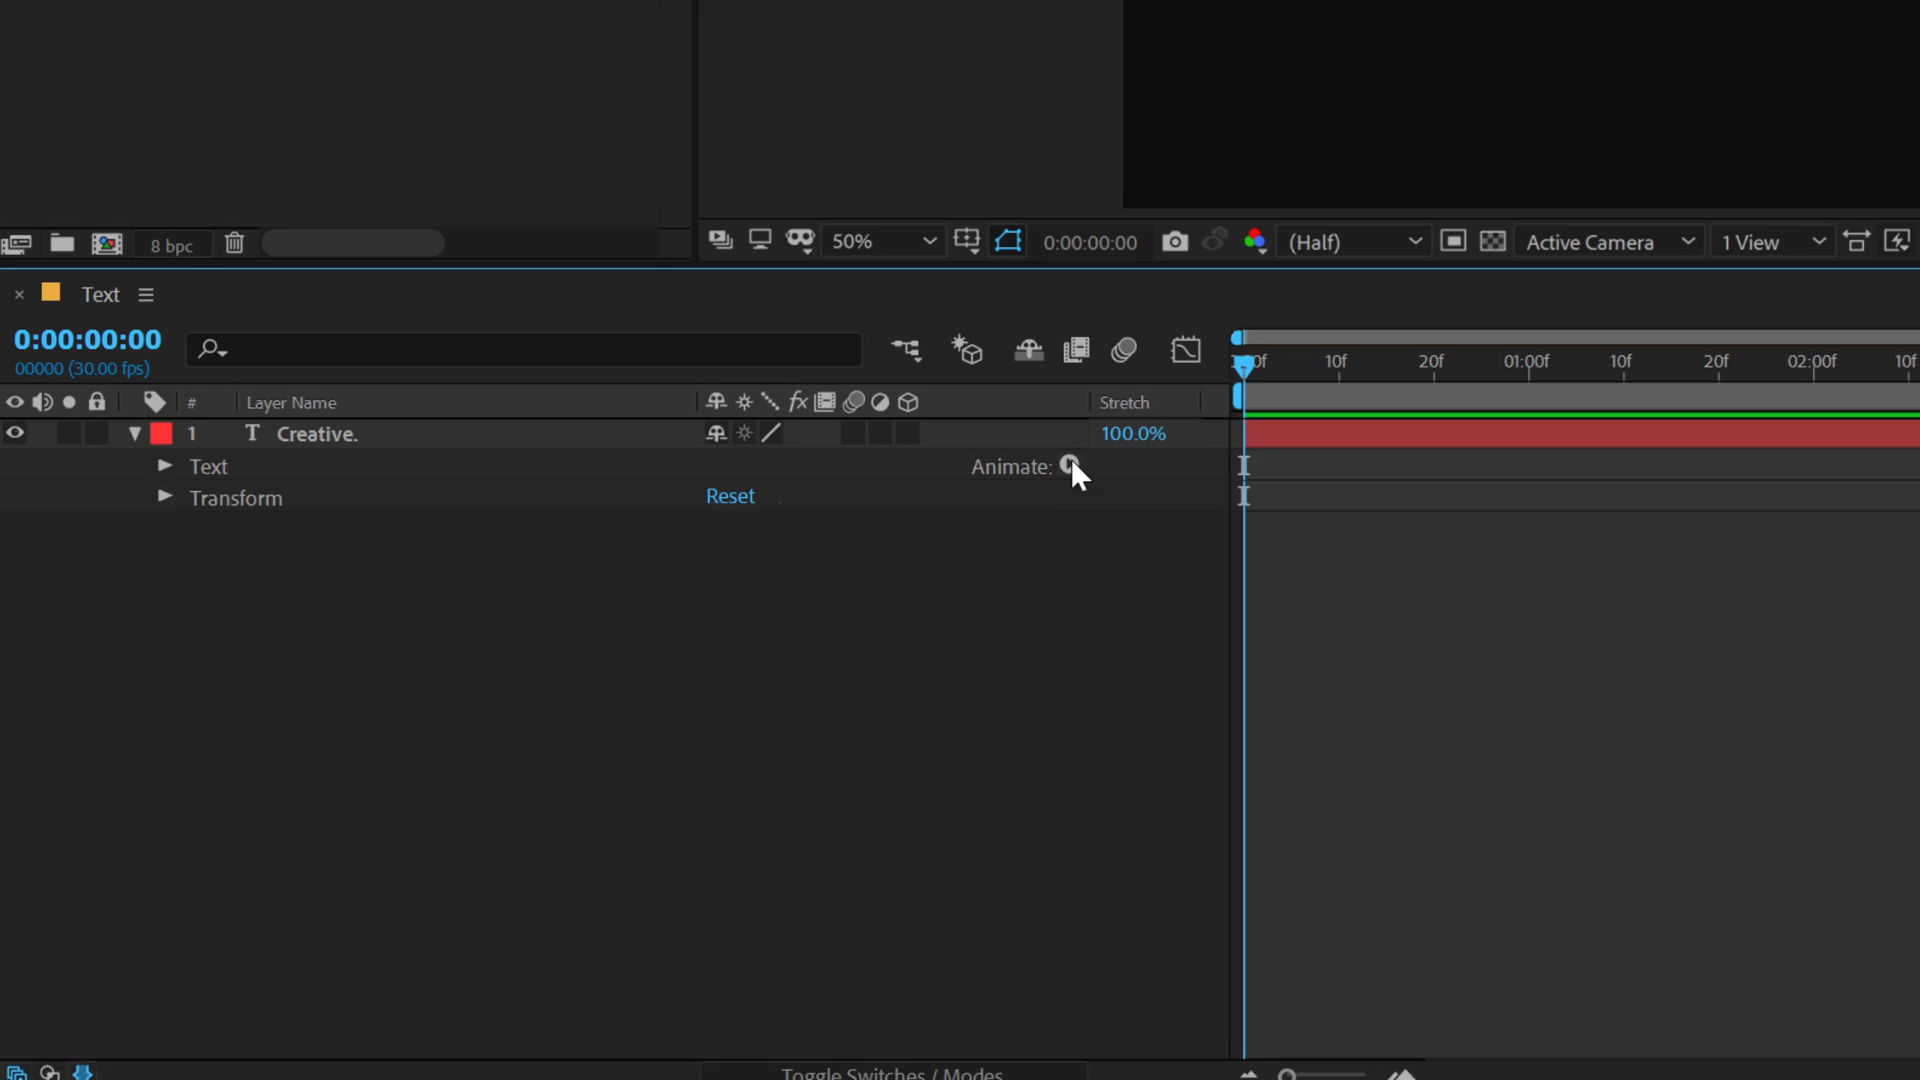 8 bpc
50%
0:00:00:00
(Half)
Active Camera
1 View
Text
0:00:00:00
00000 (30.00 fps)
10f
20f
01:00f
10f
20f
02:00f
10f
#
Layer Name
fx
Stretch
1
T
Creative.
100.0%
Text
Animate:
Transform
Reset
Toggle Switches / Modes